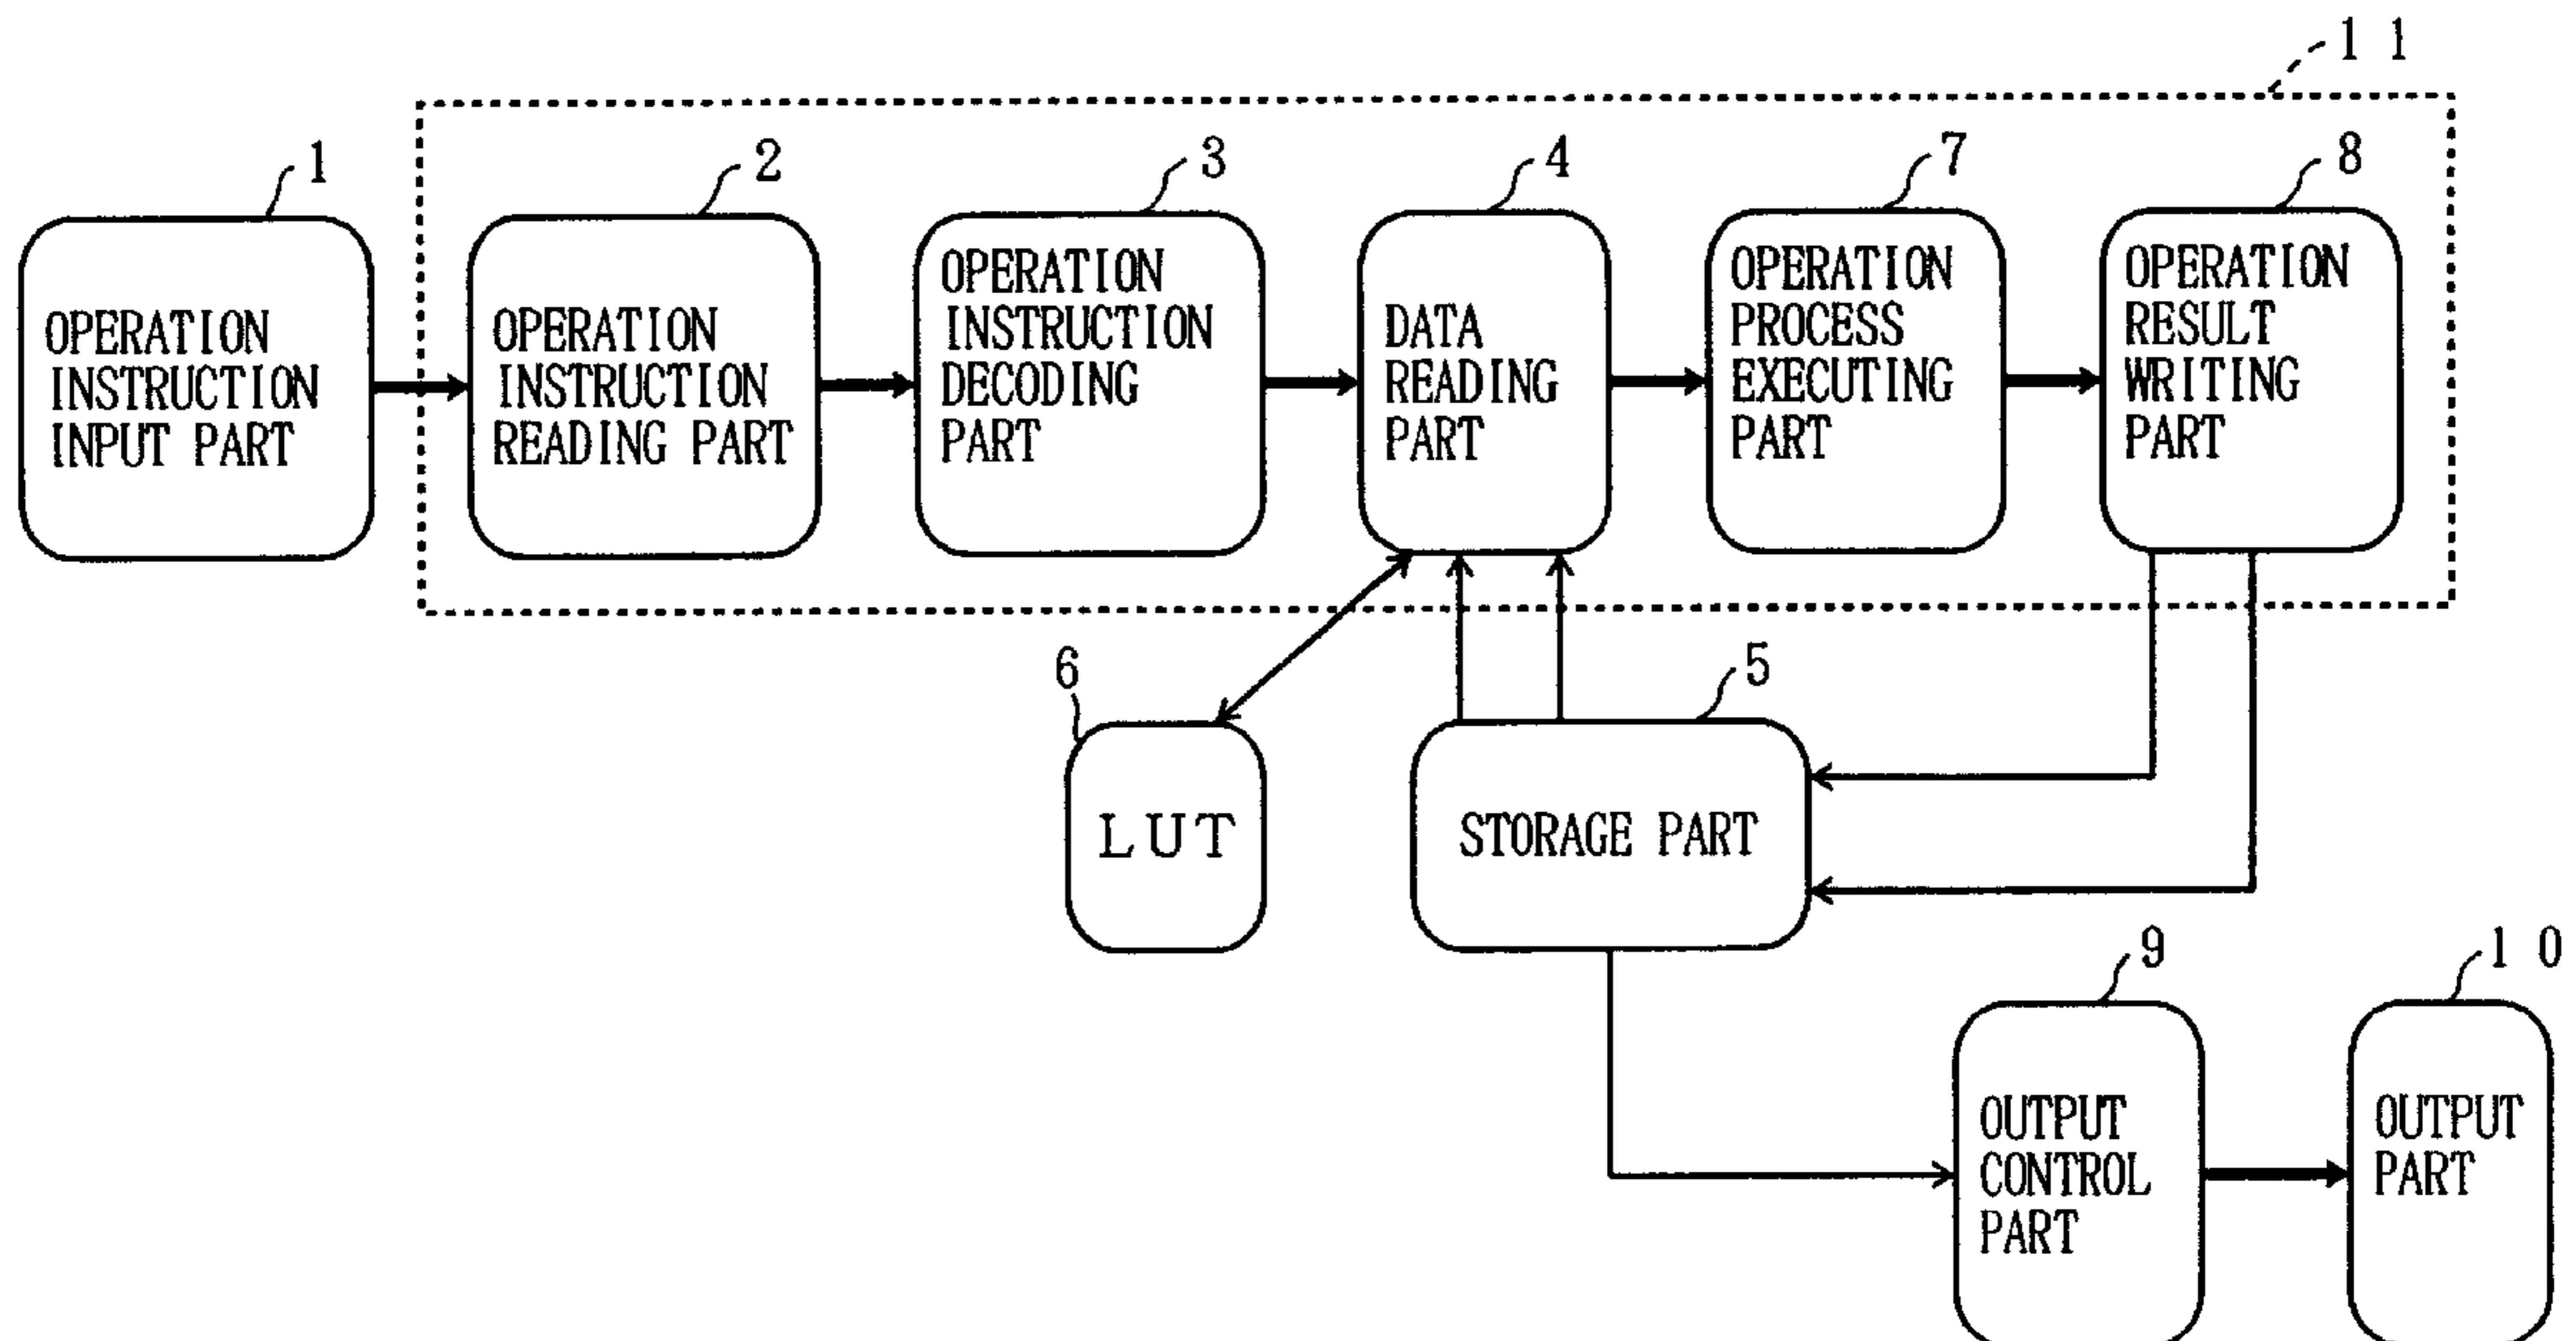 11
1
2
3
4
7
8
OPERATION
INSTRUCTION
INPUT PART
OPERATION
INSTRUCTION
READING PART
OPERATION
INSTRUCTION
DECODING
PART
DATA
READING
PART
OPERATION
PROCESS
EXECUTING
PART
OPERATION
RESULT
WRITING
PART
6
5
LUT
STORAGE PART
9
10
OUTPUT
CONTROL
PART
OUTPUT
PART